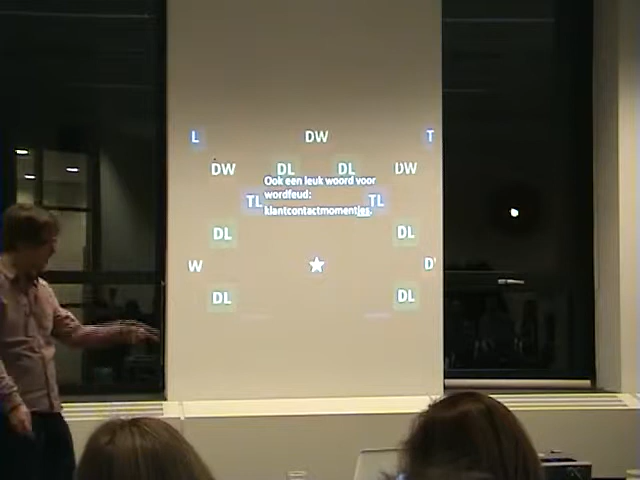 L DW T
DW DL DL DW
Ook een leuk woord voor
TL wordfeud: TL
klantcontactmomentjes.
DL DL
W ★ D
DL DL